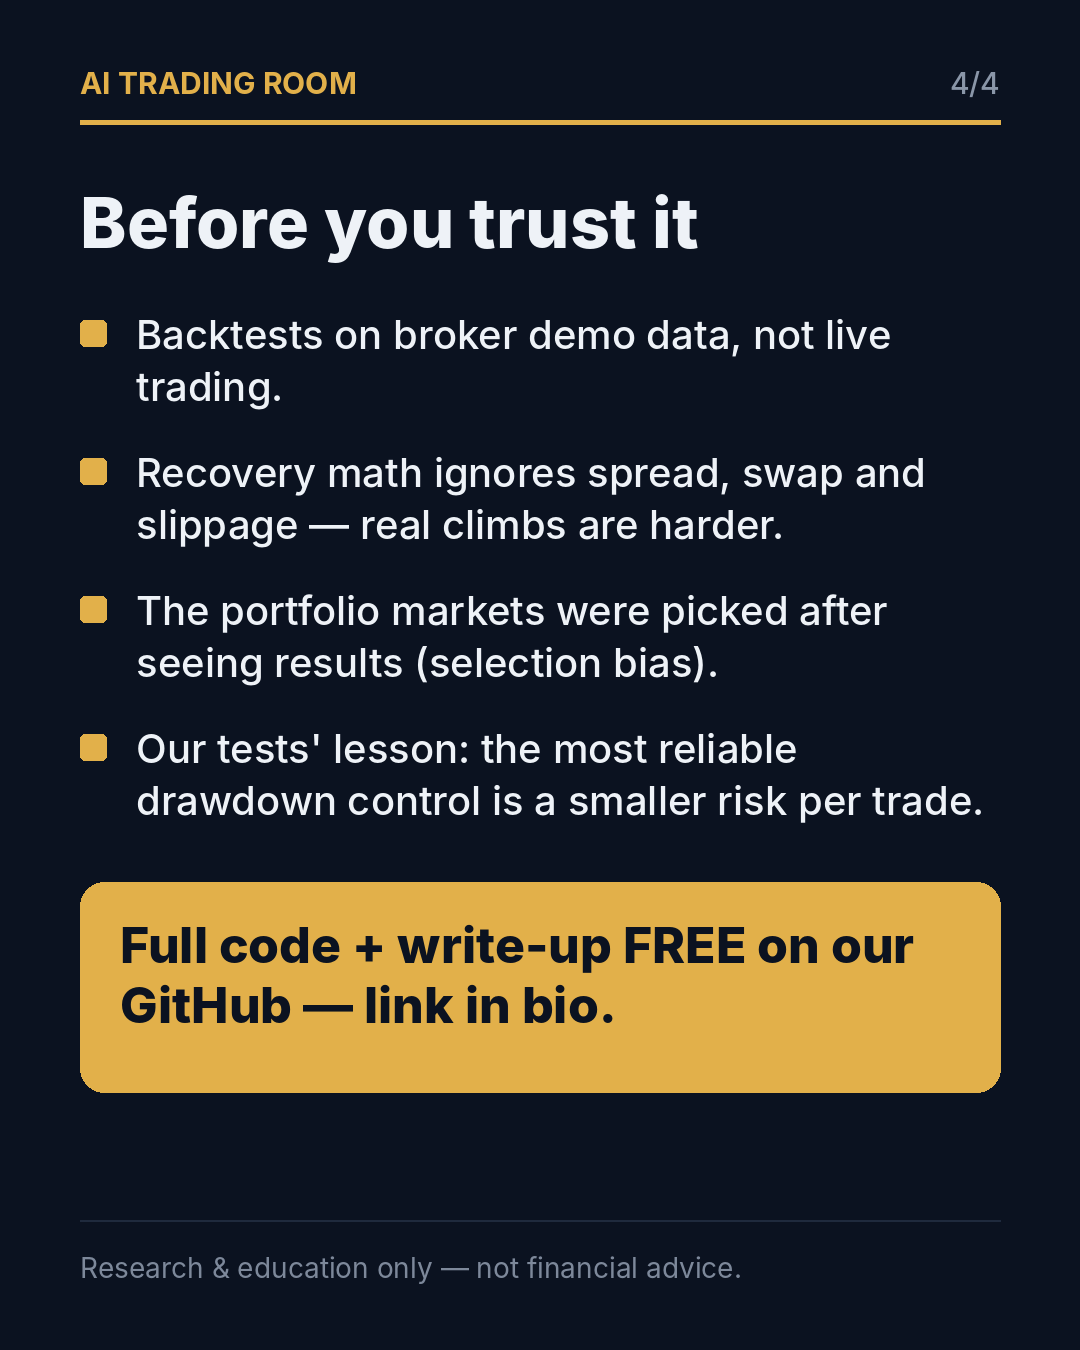 AI TRADING ROOM
4/4
Before you trust it
Backtests on broker demo data, not live
trading.
Recovery math ignores spread, swap and
slippage — real climbs are harder.
The portfolio markets were picked after
seeing results (selection bias).
Our tests' lesson: the most reliable
drawdown control is a smaller risk per trade.
Full code + write-up FREE on our
GitHub — link in bio.
Research & education only — not financial advice.